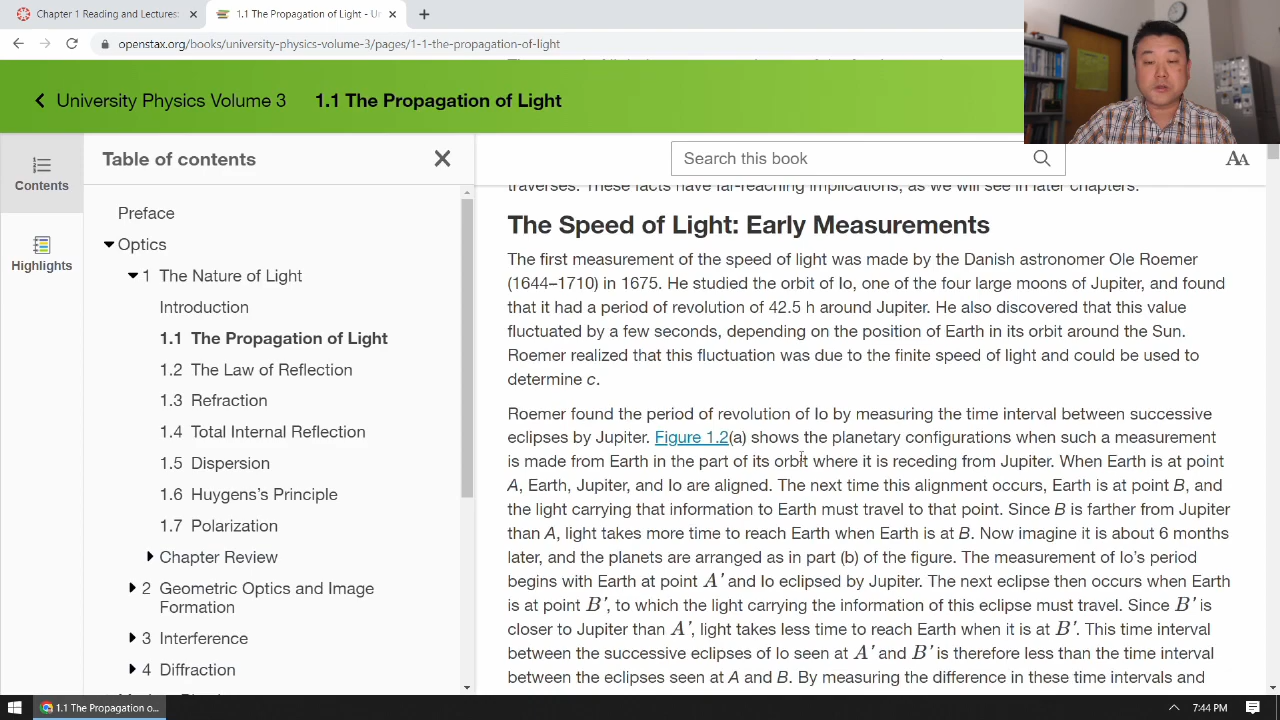 Chapter 1 Reading and Lectures:
1.1 The Propagation of Light - Un
openstax.org/books/university-physics-volume-3/pages/1-1-the-propagation-of-light
University Physics Volume 3 1.1 The Propagation of Light
Contents
Highlights
Table of contents
Preface
Optics
1 The Nature of Light
Introduction
1.1 The Propagation of Light
1.2 The Law of Reflection
1.3 Refraction
1.4 Total Internal Reflection
1.5 Dispersion
1.6 Huygens's Principle
1.7 Polarization
Chapter Review
2 Geometric Optics and Image
Formation
3 Interference
4 Diffraction
Search this book
AA
traverses. These facts have far-reaching implications, as we will see in later chapters.
The Speed of Light: Early Measurements
The first measurement of the speed of light was made by the Danish astronomer Ole Roemer
(1644–1710) in 1675. He studied the orbit of Io, one of the four large moons of Jupiter, and found
that it had a period of revolution of 42.5 h around Jupiter. He also discovered that this value
fluctuated by a few seconds, depending on the position of Earth in its orbit around the Sun.
Roemer realized that this fluctuation was due to the finite speed of light and could be used to
determine c.
Roemer found the period of revolution of Io by measuring the time interval between successive
eclipses by Jupiter. Figure 1.2(a) shows the planetary configurations when such a measurement
is made from Earth in the part of its orbit where it is receding from Jupiter. When Earth is at point
A, Earth, Jupiter, and Io are aligned. The next time this alignment occurs, Earth is at point B, and
the light carrying that information to Earth must travel to that point. Since B is farther from Jupiter
than A, light takes more time to reach Earth when Earth is at B. Now imagine it is about 6 months
later, and the planets are arranged as in part (b) of the figure. The measurement of Io's period
begins with Earth at point A′ and Io eclipsed by Jupiter. The next eclipse then occurs when Earth
is at point B′, to which the light carrying the information of this eclipse must travel. Since B′ is
closer to Jupiter than A′, light takes less time to reach Earth when it is at B′. This time interval
between the successive eclipses of Io seen at A′ and B′ is therefore less than the time interval
between the eclipses seen at A and B. By measuring the difference in these time intervals and
1.1 The Propagation o...
7:44 PM